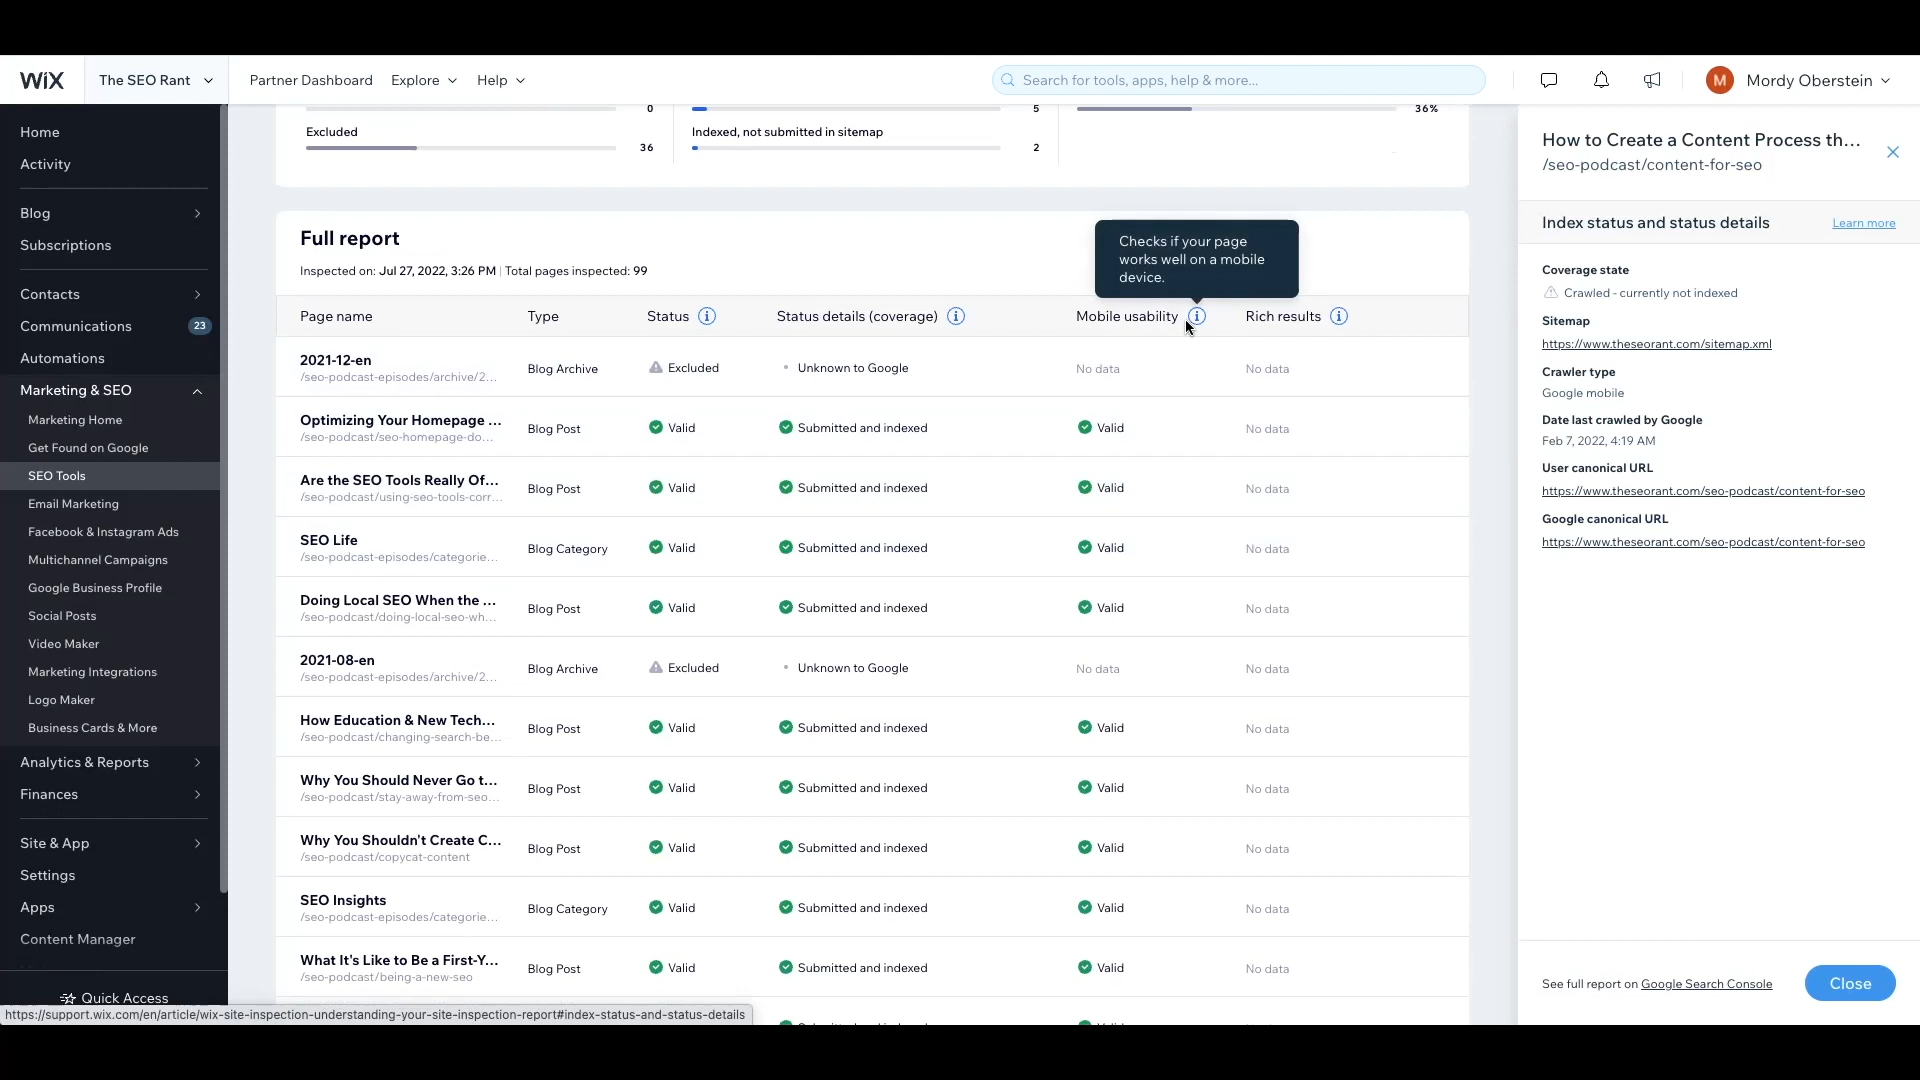 WiX
The SEO Rant
Partner Dashboard
Explore
Help
Search for tools, apps, help & more...
M
Mordy Oberstein
Home
Activity
Blog
Subscriptions
Contacts
Communications
23
Automations
Marketing & SEO
Marketing Home
Get Found on Google
SEO Tools
Email Marketing
Facebook & Instagram Ads
Multichannel Campaigns
Google Business Profile
Social Posts
Video Maker
Marketing Integrations
Logo Maker
Business Cards & More
Analytics & Reports
Finances
Site & App
Settings
Apps
Content Manager
Quick Access
0
5
36%
Excluded
36
Indexed, not submitted in sitemap
2
Full report
Inspected on: Jul 27, 2022, 3:26 PM | Total pages inspected: 99
Checks if your page
works well on a mobile
device.
Page name Type Status Status details (coverage) Mobile usability Rich results
2021-12-en
/seo-podcast-episodes/archive/2...
Blog Archive Excluded Unknown to Google No data No data
Optimizing Your Homepage ...
/seo-podcast/seo-homepage-do...
Blog Post Valid Submitted and indexed Valid No data
Are the SEO Tools Really Of...
/seo-podcast/using-seo-tools-corr...
Blog Post Valid Submitted and indexed Valid No data
SEO Life
/seo-podcast-episodes/categorie...
Blog Category Valid Submitted and indexed Valid No data
Doing Local SEO When the ...
/seo-podcast/doing-local-seo-wh...
Blog Post Valid Submitted and indexed Valid No data
2021-08-en
/seo-podcast-episodes/archive/2...
Blog Archive Excluded Unknown to Google No data No data
How Education & New Tech...
/seo-podcast/changing-search-be...
Blog Post Valid Submitted and indexed Valid No data
Why You Should Never Go t...
/seo-podcast/stay-away-from-seo...
Blog Post Valid Submitted and indexed Valid No data
Why You Shouldn't Create C...
/seo-podcast/copycat-content
Blog Post Valid Submitted and indexed Valid No data
SEO Insights
/seo-podcast-episodes/categorie...
Blog Category Valid Submitted and indexed Valid No data
What It's Like to Be a First-Y...
/seo-podcast/being-a-new-seo
Blog Post Valid Submitted and indexed Valid No data
https://support.wix.com/en/article/wix-site-inspection-understanding-your-site-inspection-report#index-status-and-status-details
How to Create a Content Process th...
/seo-podcast/content-for-seo
Index status and status details
Learn more
Coverage state
Crawled - currently not indexed
Sitemap
https://www.theseorant.com/sitemap.xml
Crawler type
Google mobile
Date last crawled by Google
Feb 7, 2022, 4:19 AM
User canonical URL
https://www.theseorant.com/seo-podcast/content-for-seo
Google canonical URL
https://www.theseorant.com/seo-podcast/content-for-seo
See full report on Google Search Console
Close